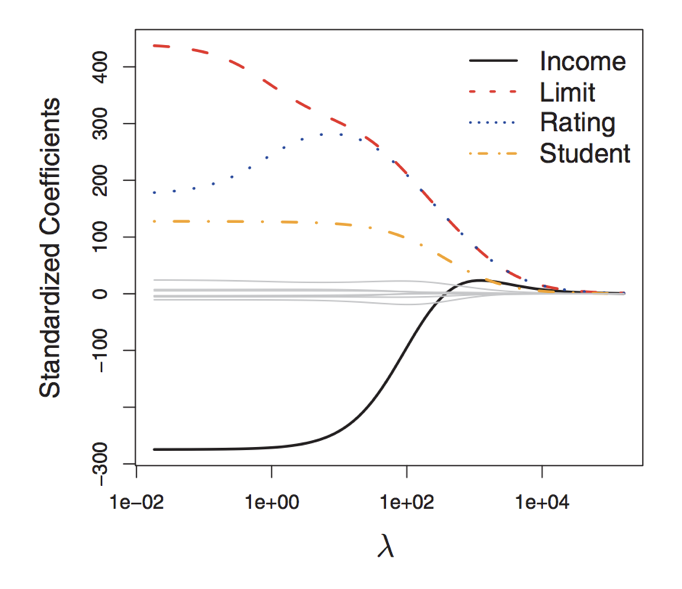 Income
Limit
Rating
Student
Standardized Coefficients
400
300
200
100
0
−100
−300
1e−02
1e+00
1e+02
1e+04
λ